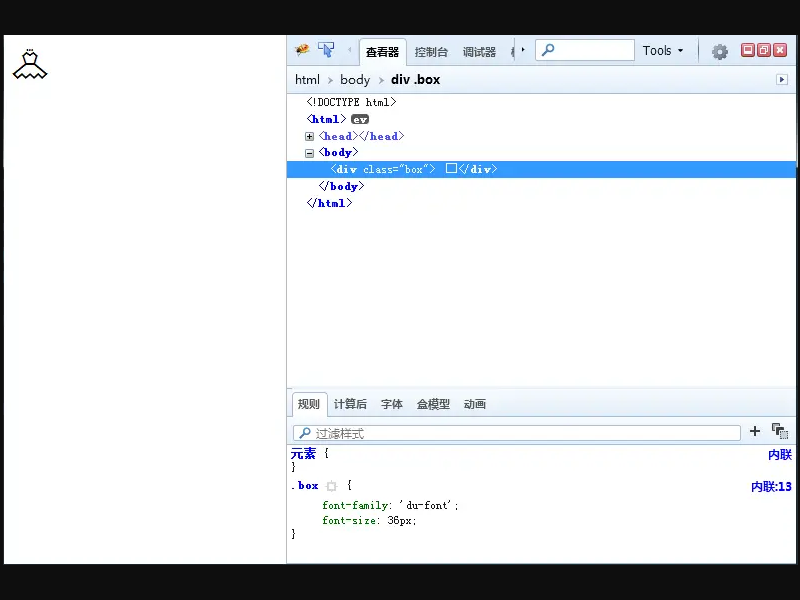 查看器 控制台 调试器 Tools
html body div .box
<!DOCTYPE html>
<html> ev
<head></head>
<body>
<div class="box"> </div>
</body>
</html>
规则 计算后 字体 盒模型 动画
过滤样式
元素 { 内联
}
.box { 内联:13
font-family: 'du-font';
font-size: 36px;
}